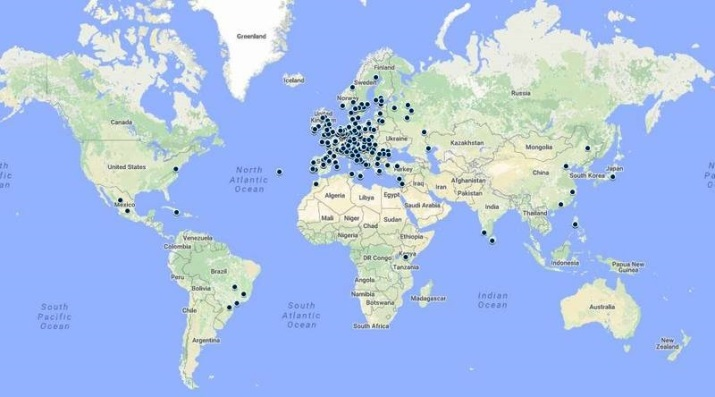 Greenland
Iceland
Finland
Sweden
Norway
Russia
Canada
Ukraine
Kazakhstan
Mongolia
United States
North
Atlantic
Ocean
Turkey
Afghanistan
Pakistan
China
South Korea
Japan
Iraq
Iran
Algeria
Libya
Egypt
Saudi Arabia
India
Thailand
Mexico
Mali
Niger
Chad
Sudan
Nigeria
Ethiopia
Venezuela
Colombia
DR Congo
Kenya
Tanzania
Indonesia
Papua New
Guinea
Peru
Brazil
Bolivia
Angola
Namibia
Botswana
Madagascar
Indian
Ocean
Australia
South
Pacific
Ocean
Chile
South
Atlantic
Ocean
South Africa
Argentina
New
Zealand